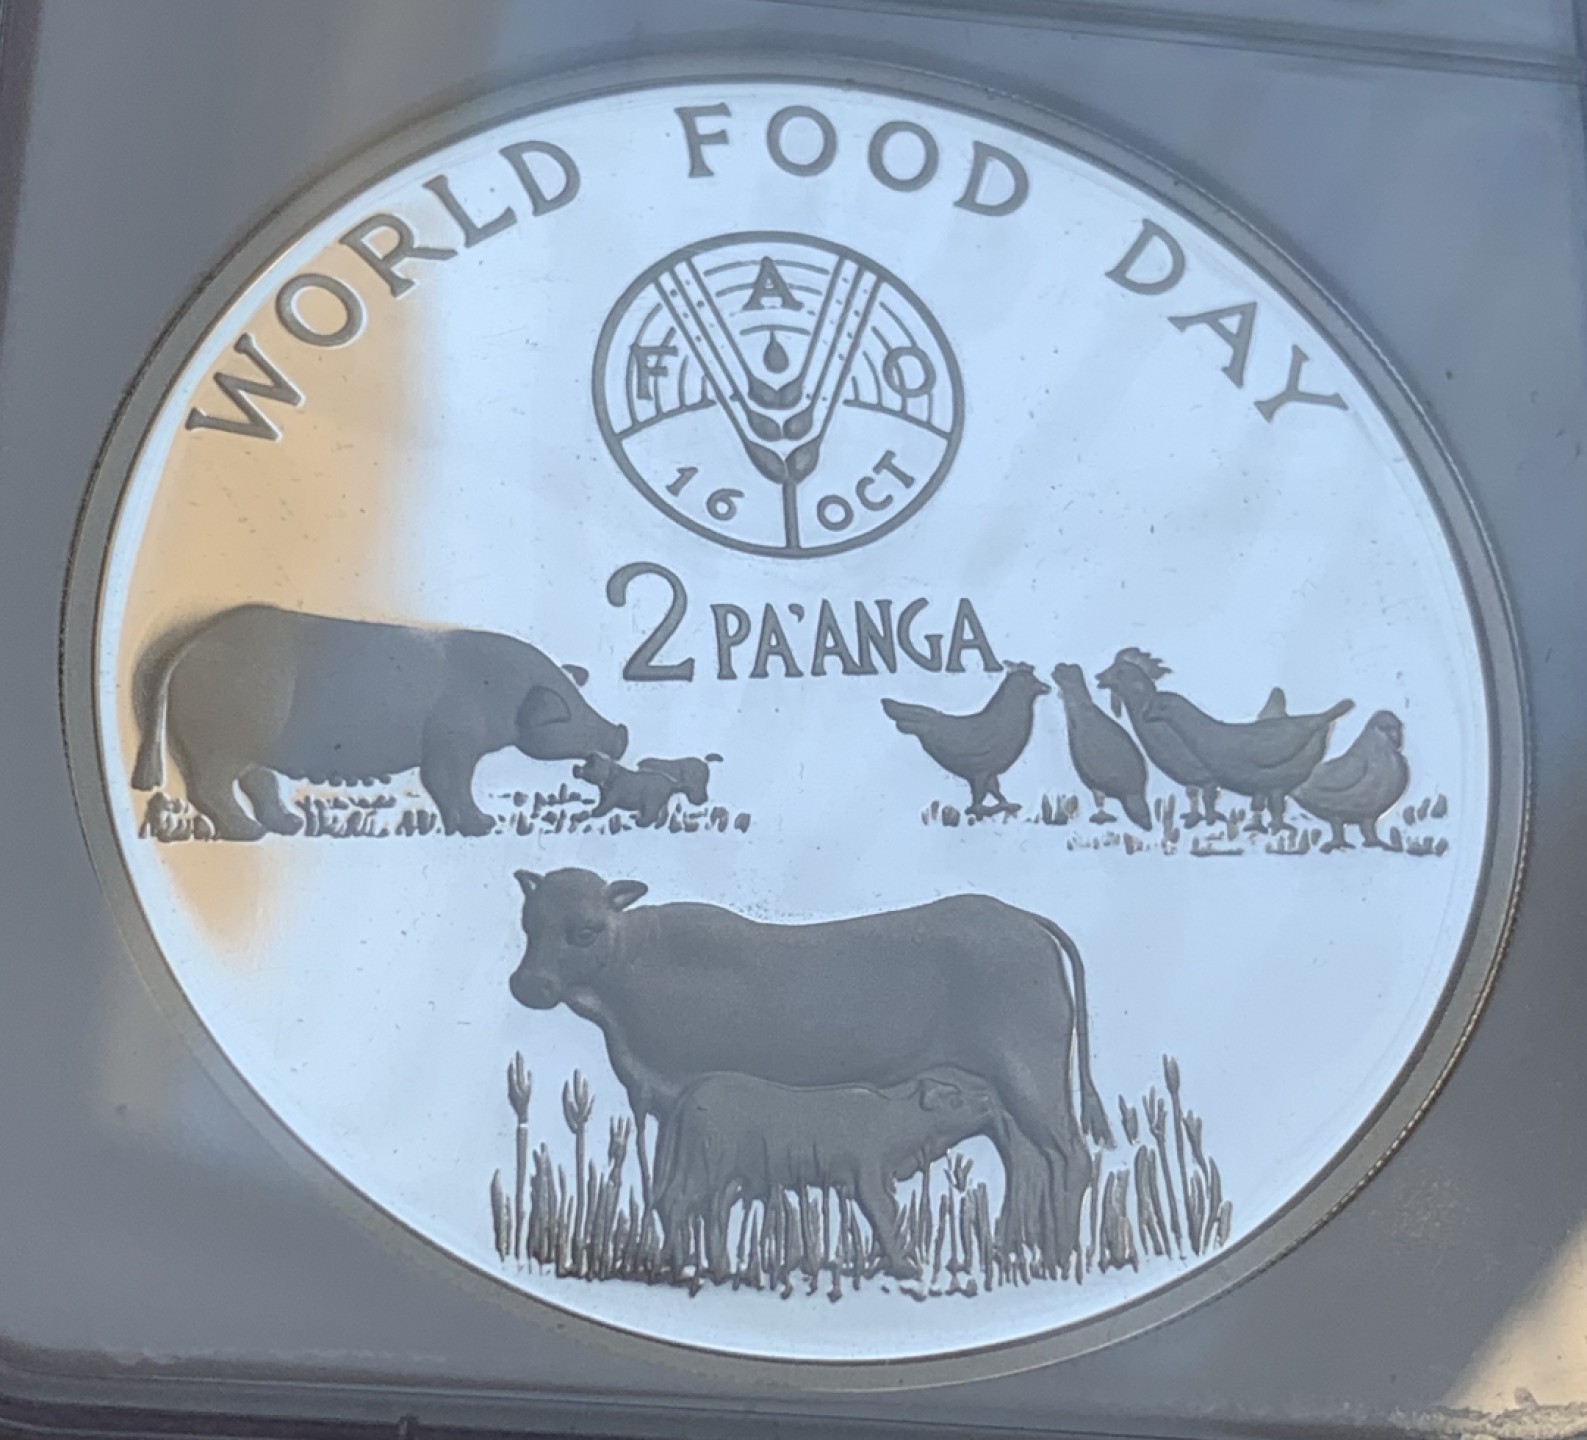 WORLD FOOD DAY
F A O
16 OCT
2 PA'ANGA